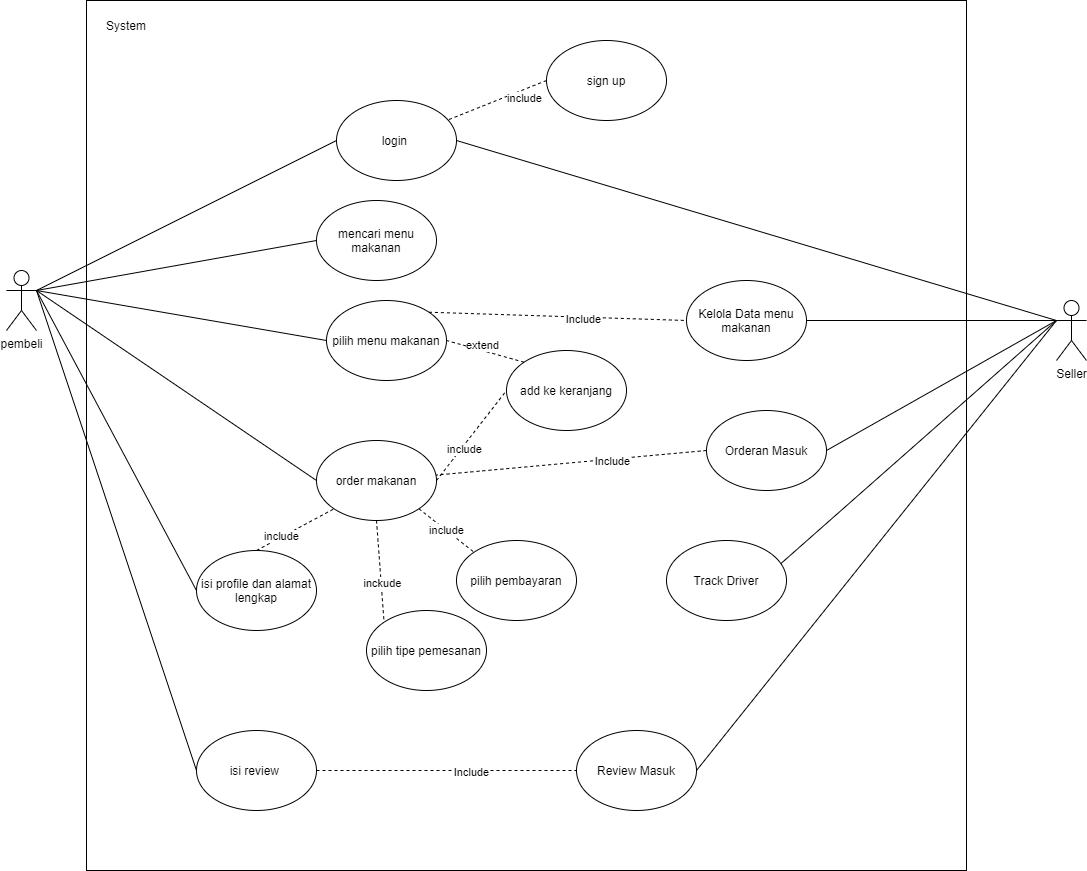 System
sign up
include
login
mencari menu
makanan
pembeli
Kelola Data menu
makanan
Include
pilih menu makanan
extend
Seller
add ke keranjang
include
Orderan Masuk
Include
order makanan
include
include
isi profile dan alamat
lengkap
inckude
pilih pembayaran
Track Driver
pilih tipe pemesanan
isi review
Include
Review Masuk